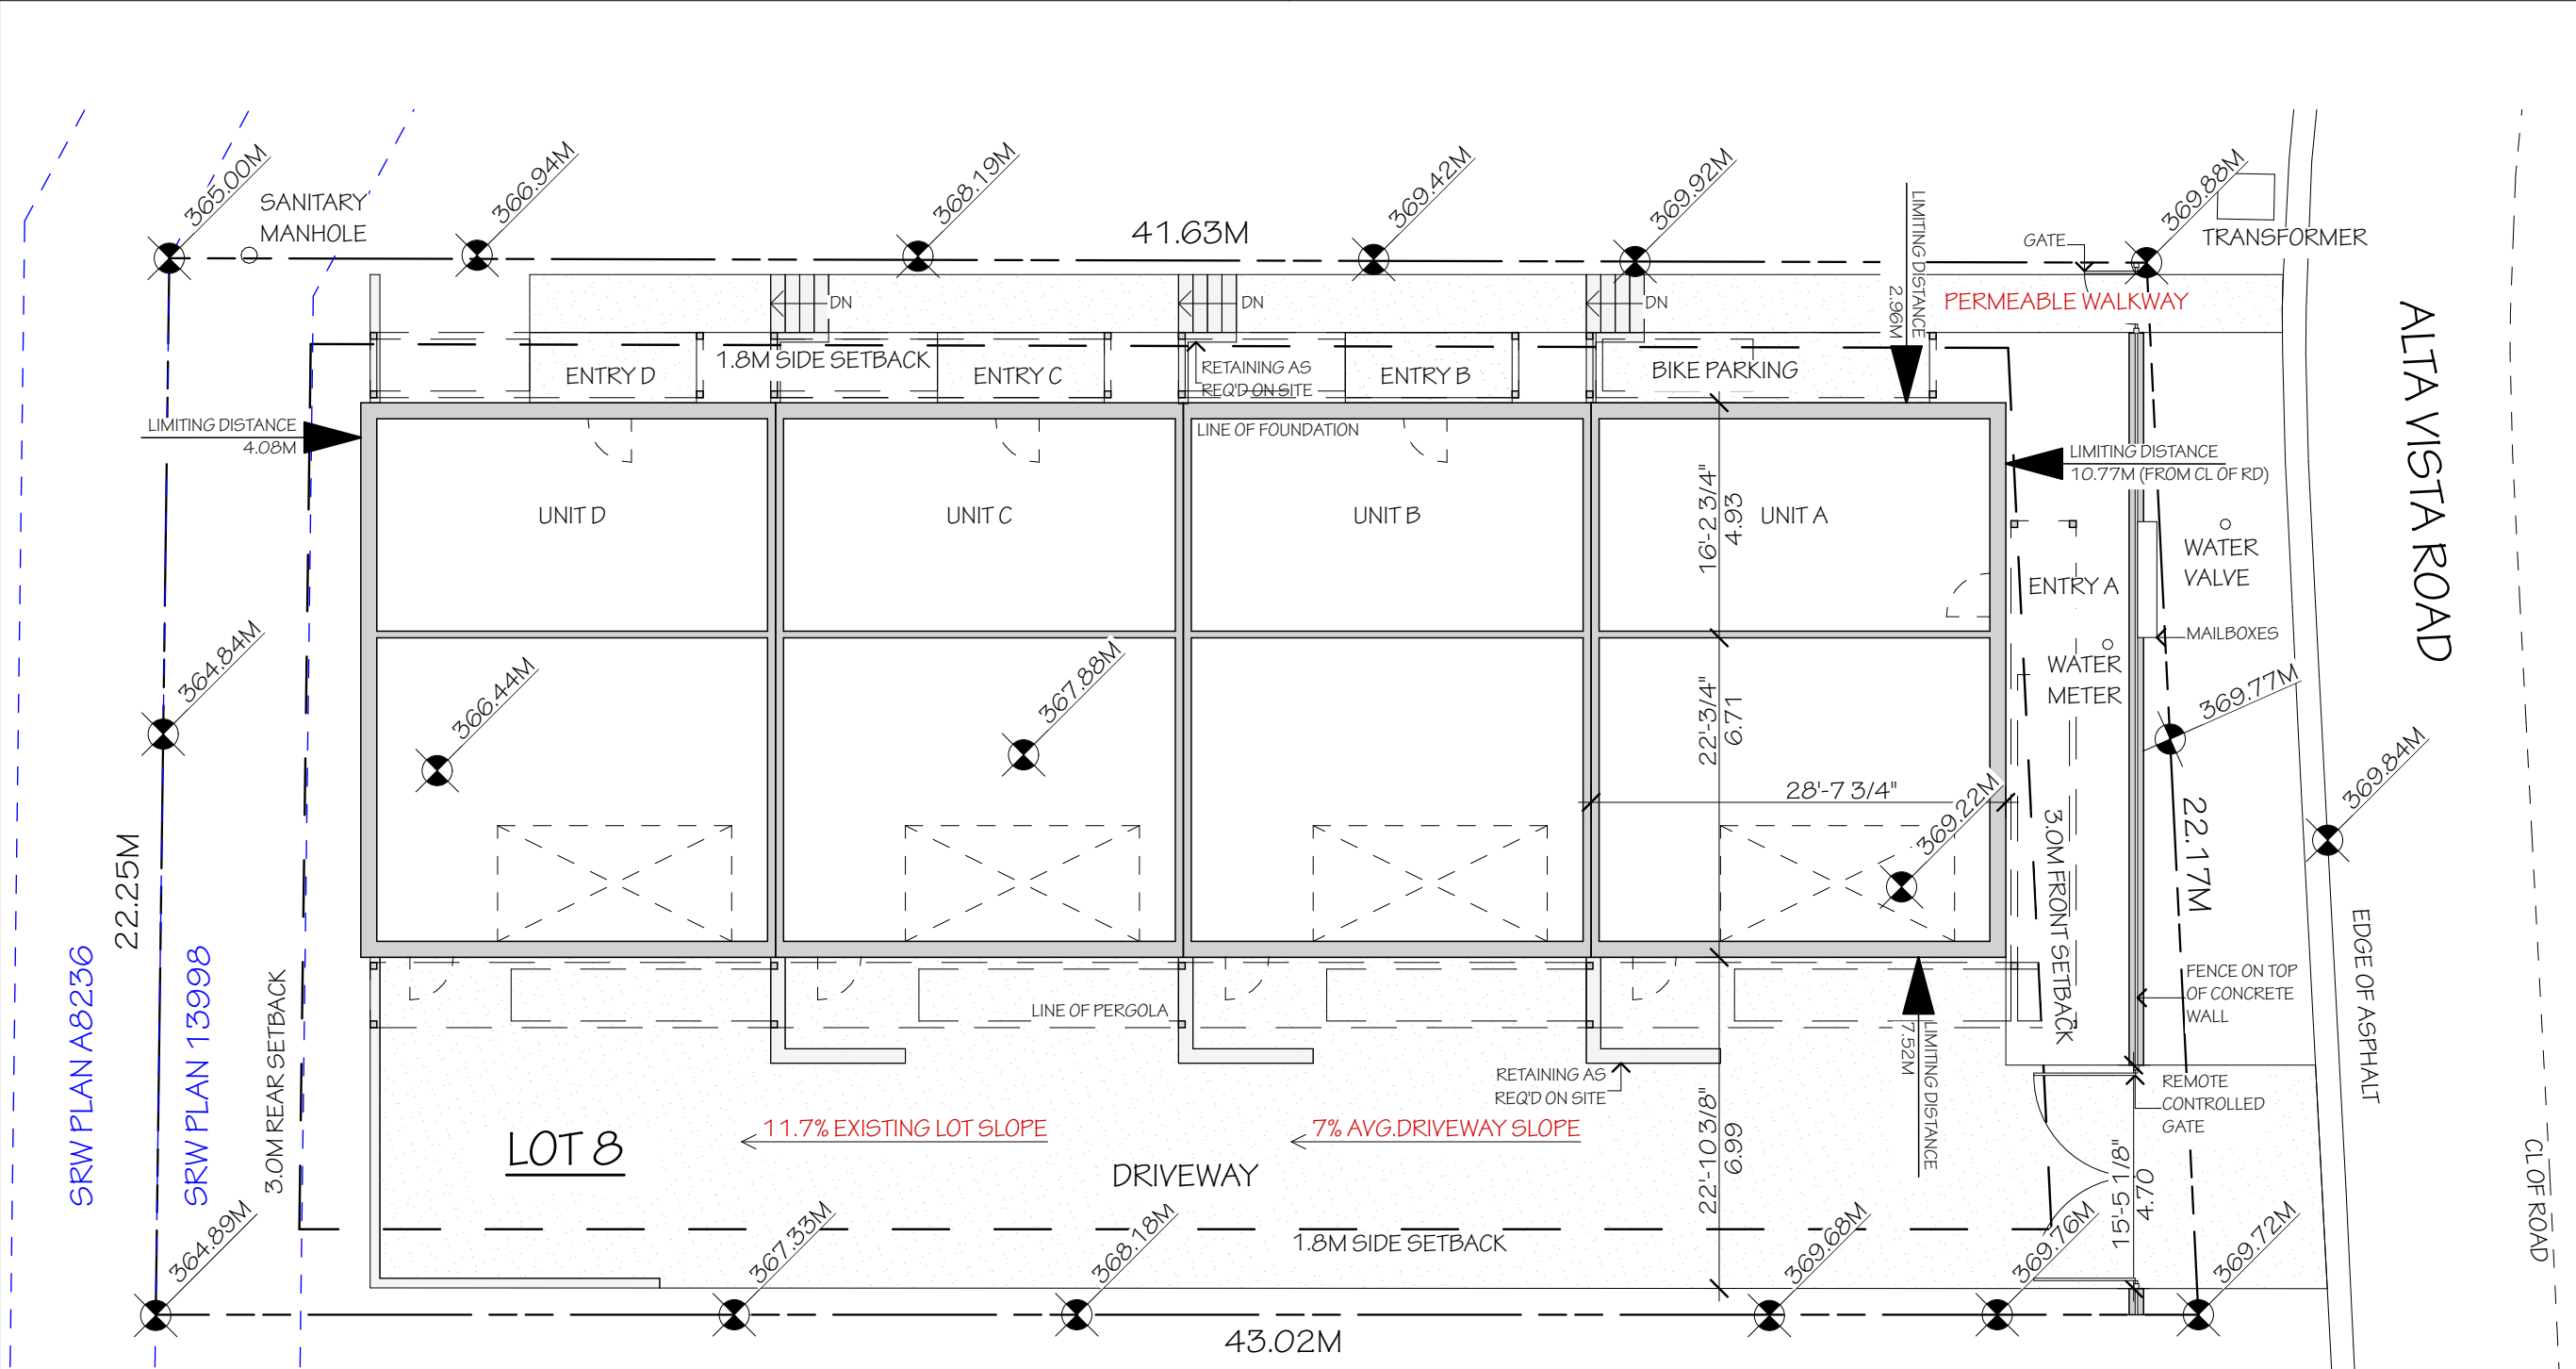 365.00M
SANITARY
MANHOLE
366.94M
368.19M
41.63M
369.42M
369.92M
LIMITING DISTANCE
2.96M
GATE
369.88M
TRANSFORMER
PERMEABLE WALKWAY
ALTA VISTA ROAD
DN
DN
DN
1.8M SIDE SETBACK
ENTRY D
ENTRY C
RETAINING AS
REQ'D ON SITE
ENTRY B
BIKE PARKING
LIMITING DISTANCE
4.08M
LINE OF FOUNDATION
LIMITING DISTANCE
10.77M (FROM CL OF RD)
UNIT D
UNIT C
UNIT B
16'-2 3/4"
4.93
UNIT A
WATER
VALVE
ENTRY A
MAILBOXES
WATER
METER
364.84M
366.44M
367.88M
22'-3/4"
6.71
369.77M
28'-7 3/4"
369.22M
369.84M
22.17M
3.0M FRONT SETBACK
22.25M
SRW PLAN A8236
SRW PLAN 13998
3.0M REAR SETBACK
LINE OF PERGOLA
FENCE ON TOP
OF CONCRETE
WALL
EDGE OF ASPHALT
LIMITING DISTANCE
7.52M
RETAINING AS
REQ'D ON SITE
REMOTE
CONTROLLED
GATE
11.7% EXISTING LOT SLOPE
7% AVG.DRIVEWAY SLOPE
LOT 8
DRIVEWAY
22'-10 3/8"
6.99
15'-5 1/8"
4.70
CL OF ROAD
1.8M SIDE SETBACK
364.89M
367.33M
368.18M
369.68M
369.76M
369.72M
43.02M